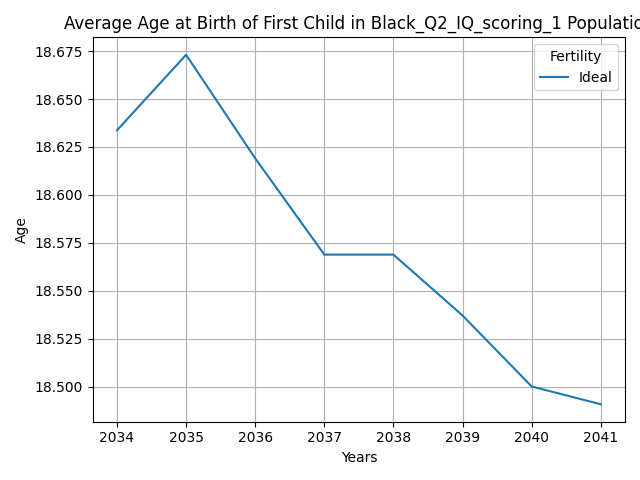 Average Age at Birth of First Child in Black_Q2_IQ_scoring_1 Populatio
Fertility
Ideal
18.675
18.650
18.625
18.600
18.575
18.550
18.525
18.500
Age
2034 2035 2036 2037 2038 2039 2040 2041
Years